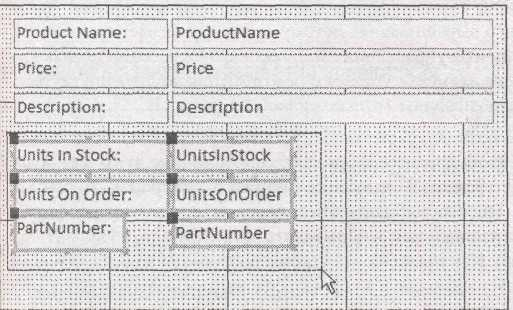 Product Name: ProductName
Price: Price
Description: Description
Units In Stock: UnitsInStock
Units On Order: UnitsOnOrder
PartNumber: PartNumber